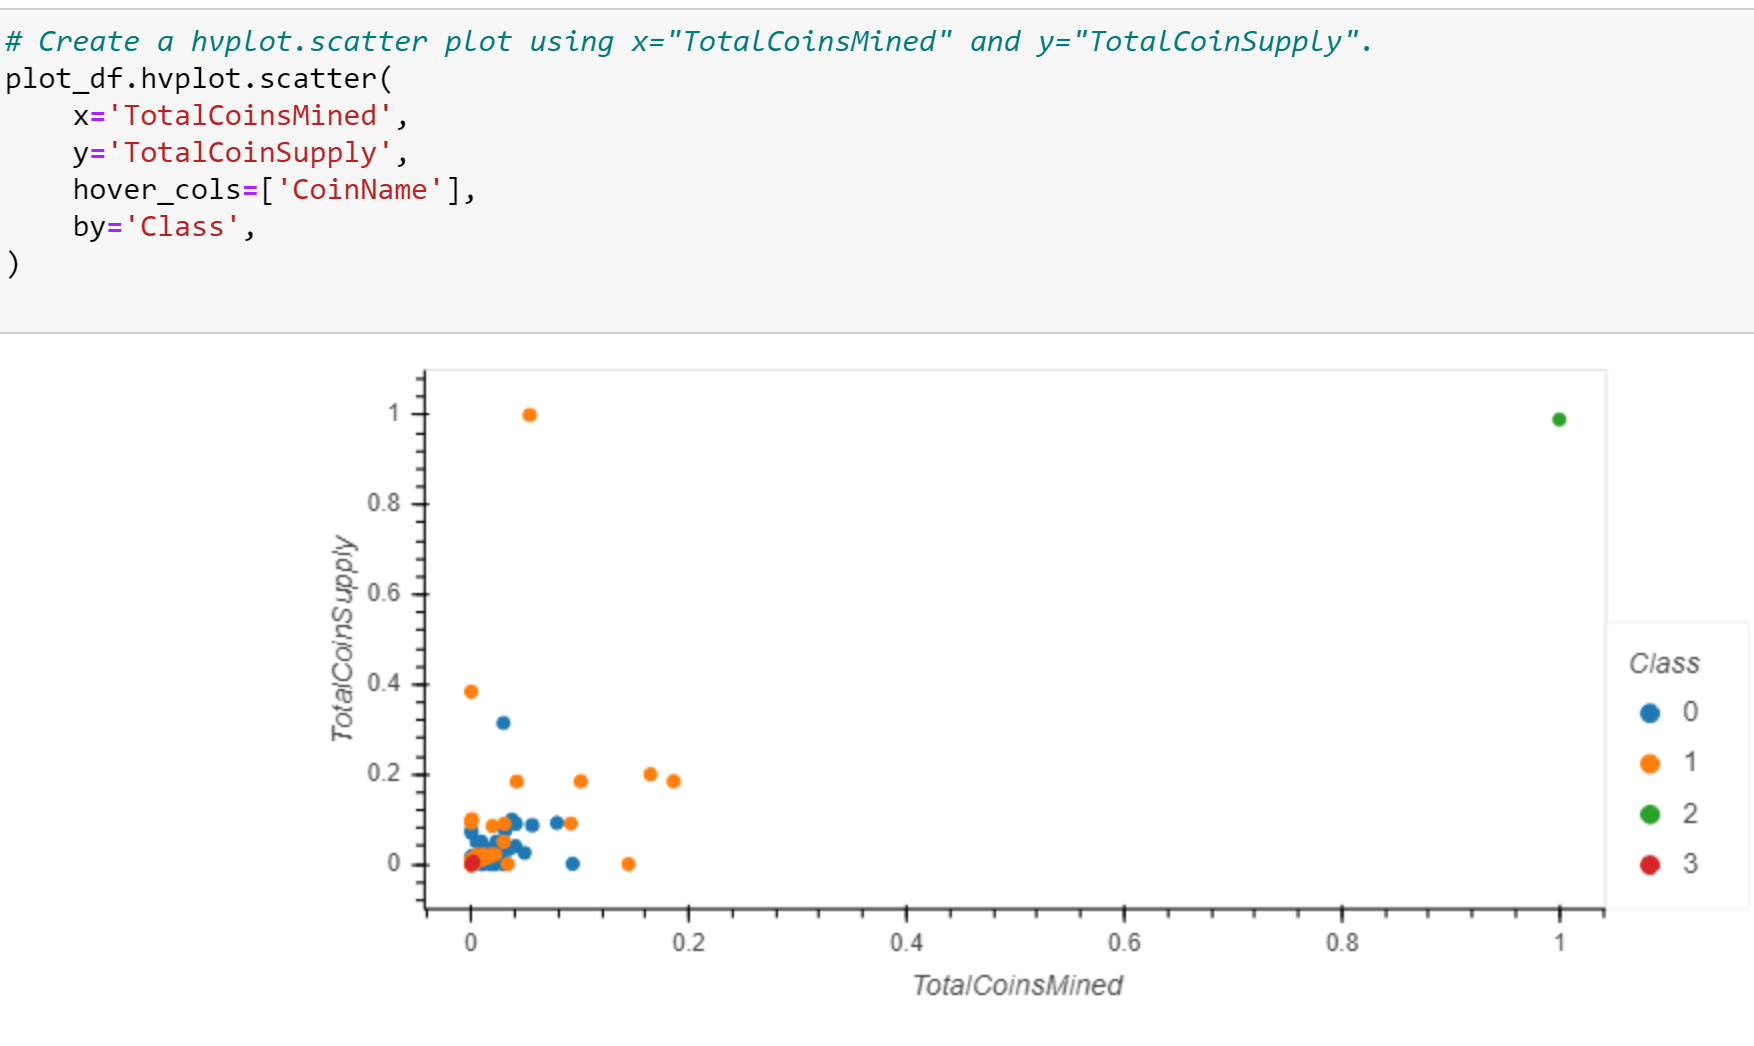 # Create a hvplot.scatter plot using x="TotalCoinsMined" and y="TotalCoinSupply".
plot_df.hvplot.scatter(
    x='TotalCoinsMined',
    y='TotalCoinSupply',
    hover_cols=['CoinName'],
    by='Class',
)
1
0.8
0.6
0.4
0.2
0
TotalCoinSupply
0 0.2 0.4 0.6 0.8 1
TotalCoinsMined
Class
0
1
2
3